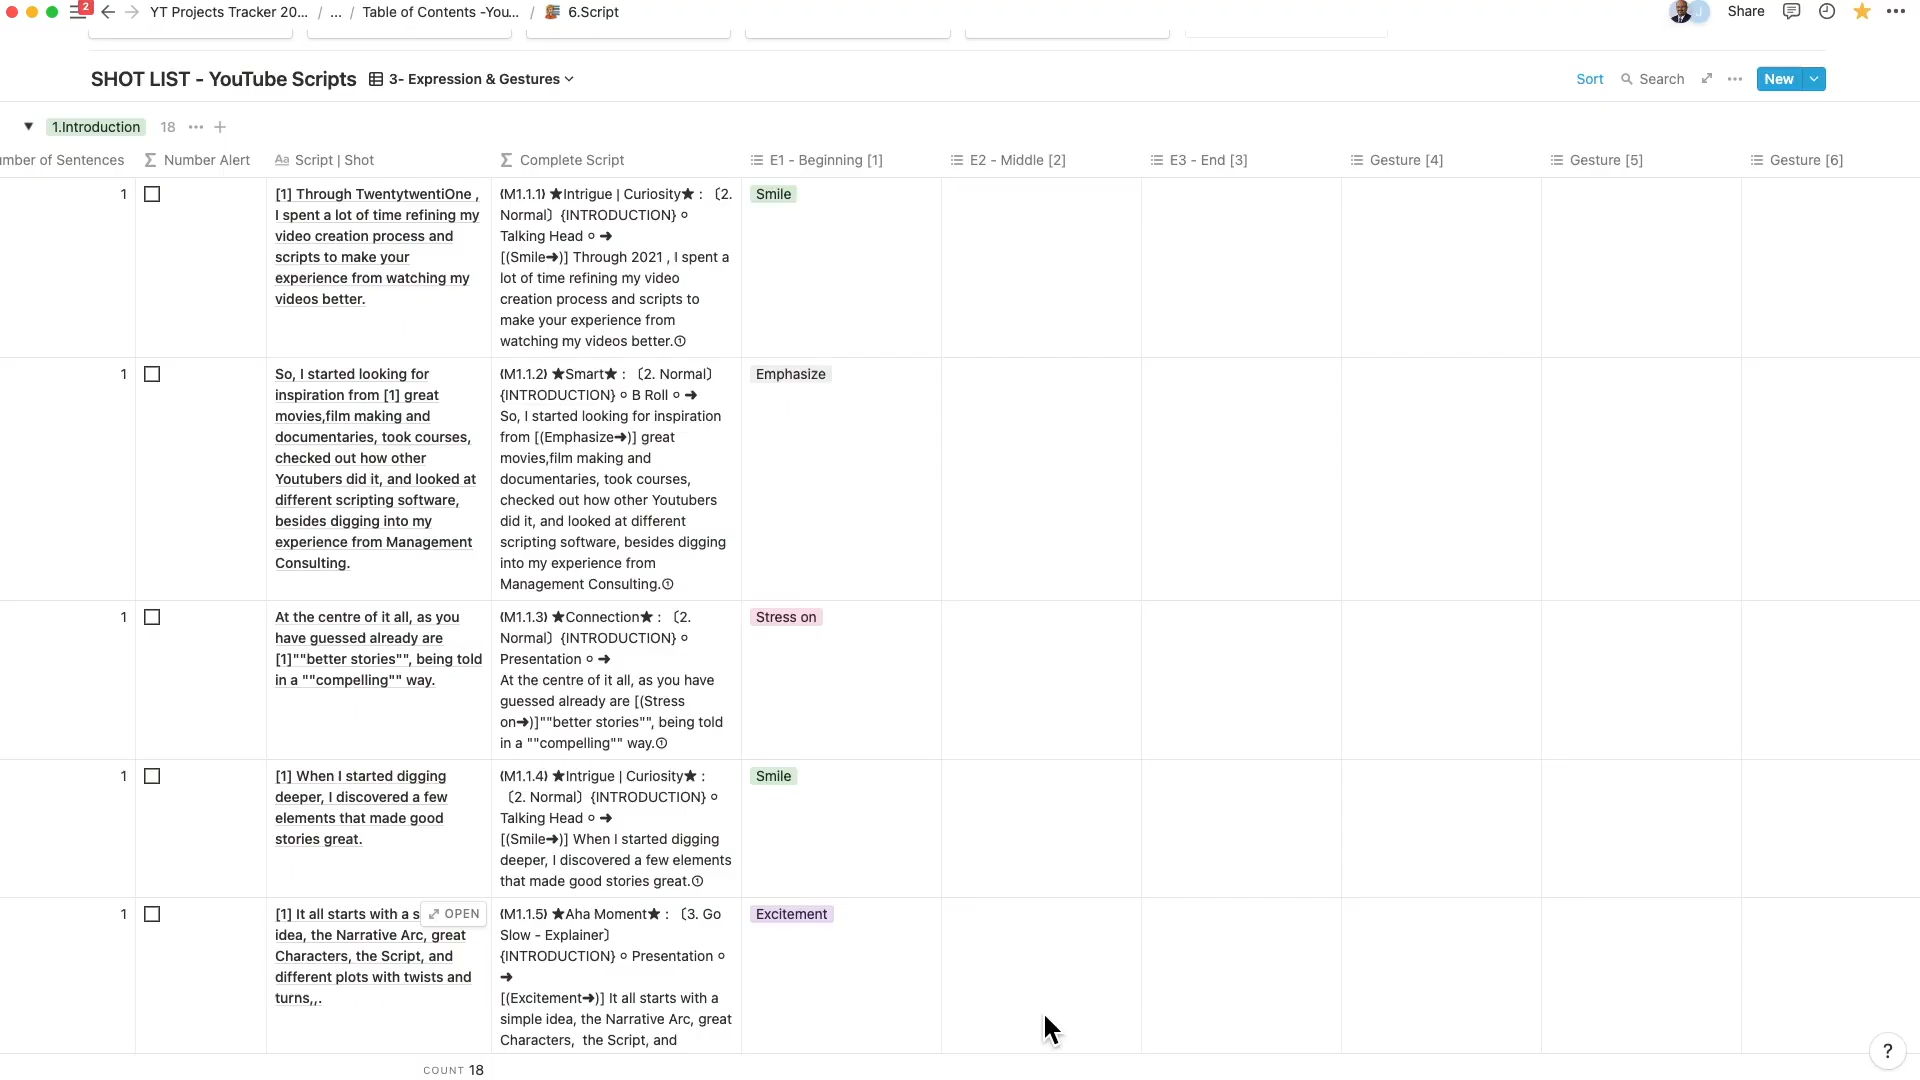 2
YT Projects Tracker 20... / ... / Table of Contents -You... / 6.Script
J
Share
SHOT LIST - YouTube Scripts
3- Expression & Gestures
Sort
Search
New
1.Introduction 18
mber of Sentences
Number Alert
Aa Script | Shot
Complete Script
E1 - Beginning [1]
E2 - Middle [2]
E3 - End [3]
Gesture [4]
Gesture [5]
Gesture [6]
1
[1] Through TwentytwentiOne ,
I spent a lot of time refining my
video creation process and
scripts to make your
experience from watching my
videos better.
(M1.1.1) ★Intrigue | Curiosity★ : 〔2.
Normal〕{INTRODUCTION} ⚬
Talking Head ⚬ ➜
[(Smile➜)] Through 2021 , I spent a
lot of time refining my video
creation process and scripts to
make your experience from
watching my videos better.①
Smile
1
So, I started looking for
inspiration from [1] great
movies,film making and
documentaries, took courses,
checked out how other
Youtubers did it, and looked at
different scripting software,
besides digging into my
experience from Management
Consulting.
(M1.1.2) ★Smart★ : 〔2. Normal〕
{INTRODUCTION} ⚬ B Roll ⚬ ➜
So, I started looking for inspiration
from [(Emphasize➜)] great
movies,film making and
documentaries, took courses,
checked out how other Youtubers
did it, and looked at different
scripting software, besides digging
into my experience from
Management Consulting.①
Emphasize
1
At the centre of it all, as you
have guessed already are
[1]""better stories"", being told
in a ""compelling"" way.
(M1.1.3) ★Connection★ : 〔2.
Normal〕{INTRODUCTION} ⚬
Presentation ⚬ ➜
At the centre of it all, as you have
guessed already are [(Stress
on➜)]""better stories"", being told
in a ""compelling"" way.①
Stress on
1
[1] When I started digging
deeper, I discovered a few
elements that made good
stories great.
(M1.1.4) ★Intrigue | Curiosity★ :
〔2. Normal〕{INTRODUCTION} ⚬
Talking Head ⚬ ➜
[(Smile➜)] When I started digging
deeper, I discovered a few elements
that made good stories great.①
Smile
1
[1] It all starts with a s
OPEN
idea, the Narrative Arc, great
Characters, the Script, and
different plots with twists and
turns,,.
(M1.1.5) ★Aha Moment★ : 〔3. Go
Slow - Explainer〕
{INTRODUCTION} ⚬ Presentation ⚬
➜
[(Excitement➜)] It all starts with a
simple idea, the Narrative Arc, great
Characters,  the Script, and
Excitement
COUNT 18
?